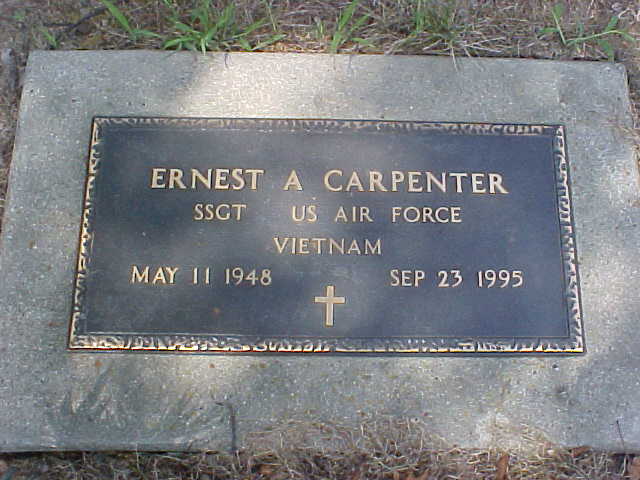 ERNEST A CARPENTER
SSGT US AIR FORCE
VIETNAM
MAY 11 1948 SEP 23 1995